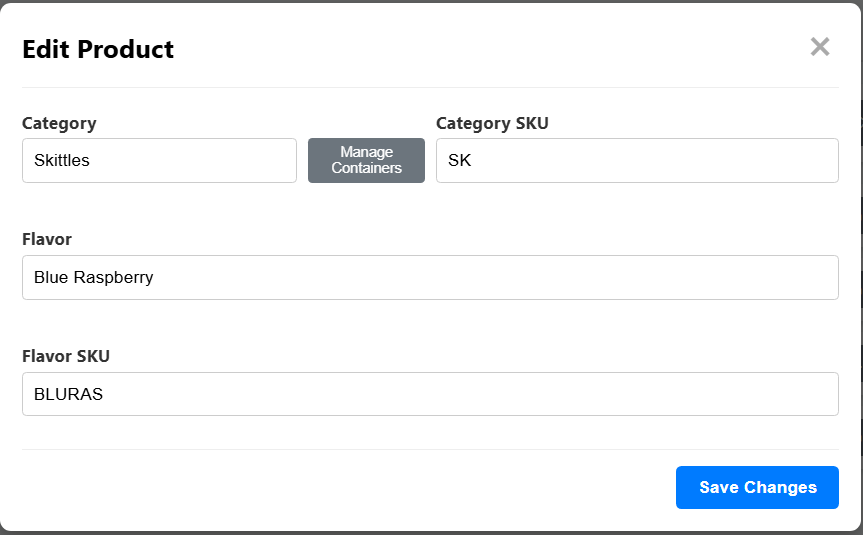 Edit Product
Category
Category SKU
Skittles
Manage
Containers
SK
Flavor
Blue Raspberry
Flavor SKU
BLURAS
Save Changes